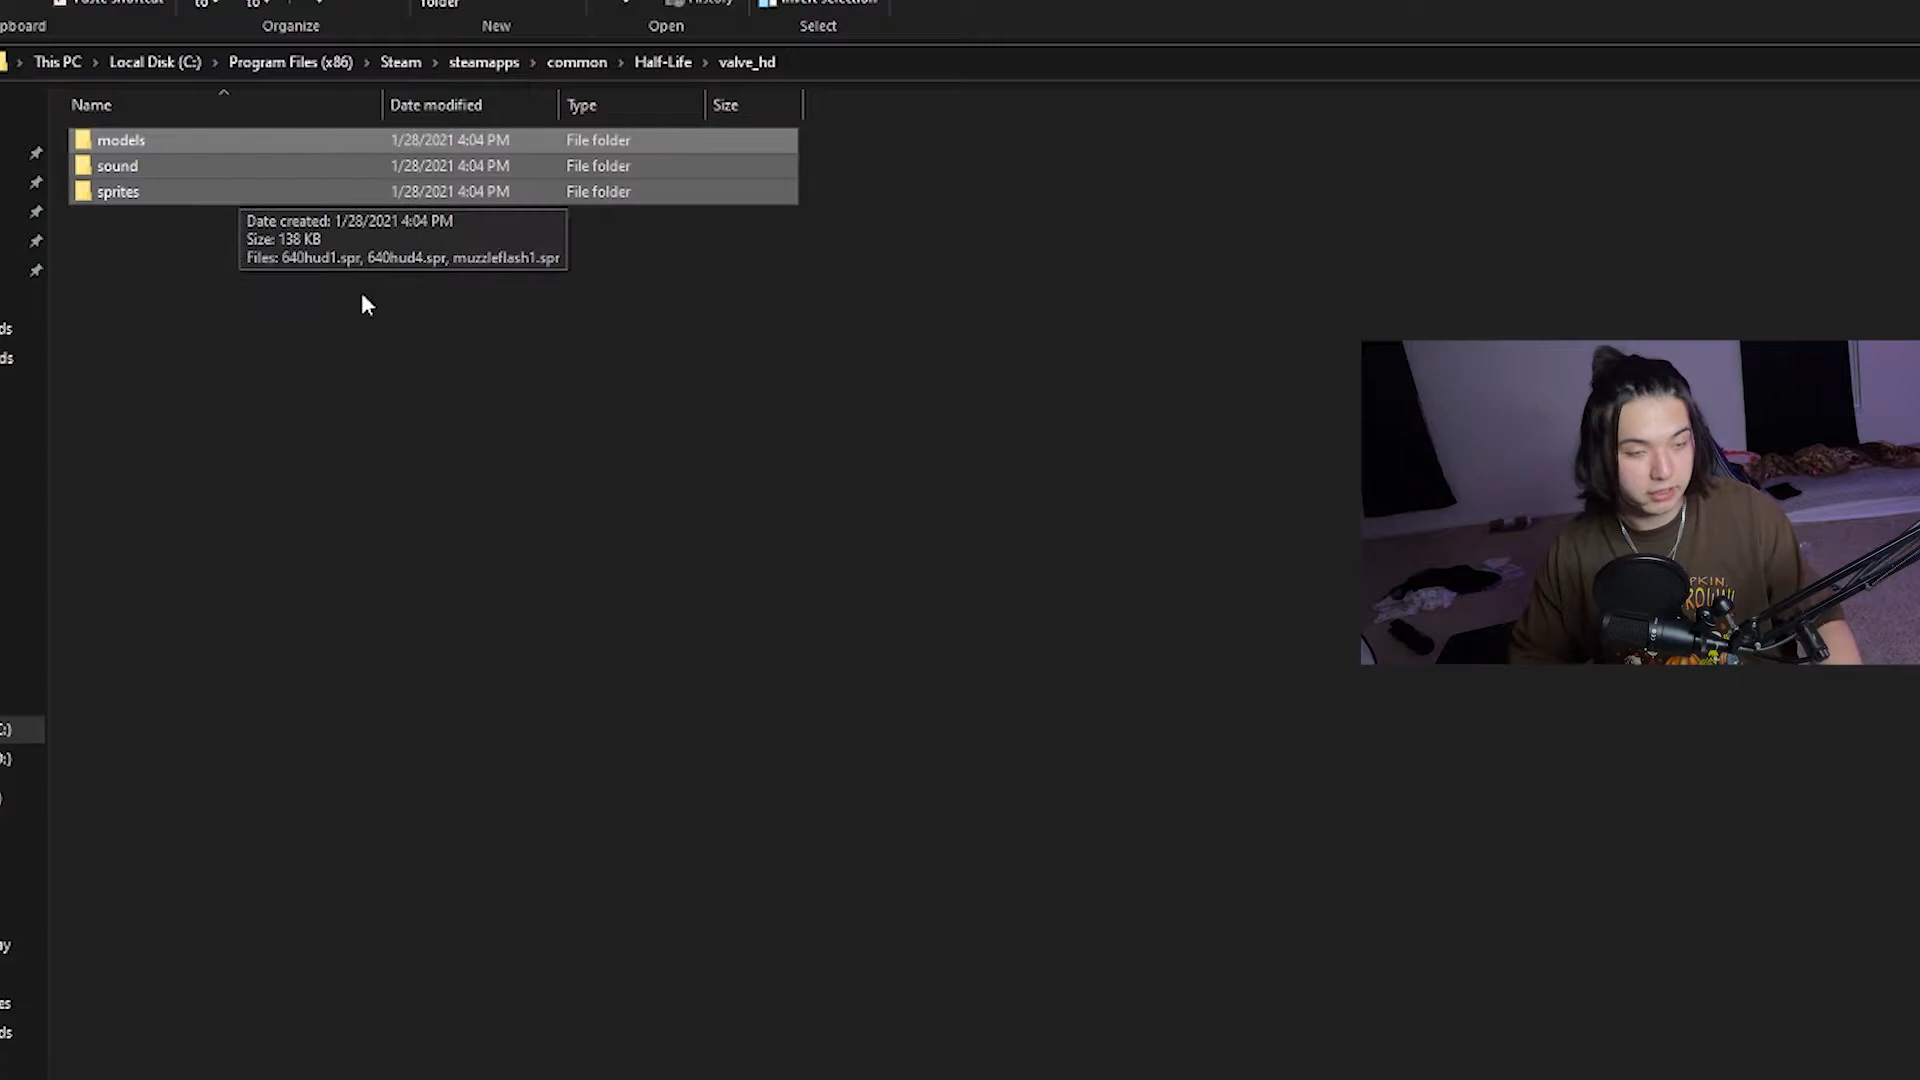 folder
Organize
New
Open
Select
This PC > Local Disk (C:) > Program Files (x86) > Steam > steamapps > common > Half-Life > valve_hd
Name Date modified Type Size
models 1/28/2021 4:04 PM File folder
sound 1/28/2021 4:04 PM File folder
sprites 1/28/2021 4:04 PM File folder
Date created: 1/28/2021 4:04 PM
Size: 138 KB
Files: 640hud1.spr, 640hud4.spr, muzzleflash1.spr